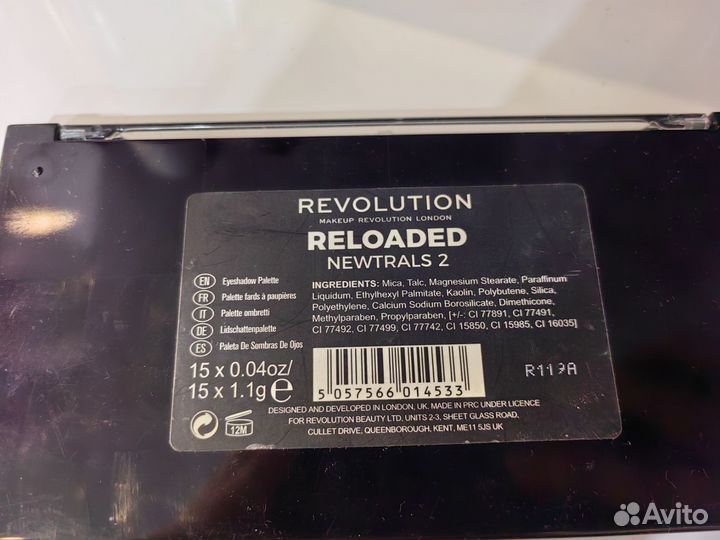 REVOLUTION
MAKEUP REVOLUTION LONDON
RELOADED
NEWTRALS 2
EN Eyeshadow Palette
FR Palette fards à paupières
IT Palette ombretti
DE Lidschattenpalette
ES Paleta De Sombras De Ojos
INGREDIENTS: Mica, Talc, Magnesium Stearate, Paraffinum
Liquidum, Ethylhexyl Palmitate, Kaolin, Polybutene, Silica,
Polyethylene, Calcium Sodium Borosilicate, Dimethicone,
Methylparaben, Propylparaben, [+/-: CI 77891, CI 77491,
CI 77492, CI 77499, CI 77742, CI 15850, CI 15985, CI 16035]
15 x 0.04oz/
15 x 1.1g e
5 057566 014533
R119A
12M
DESIGNED AND DEVELOPED IN LONDON, UK. MADE IN PRC UNDER LICENCE
FOR REVOLUTION BEAUTY LTD, UNITS 2-3, SHEET GLASS ROAD,
CULLET DRIVE, QUEENBOROUGH, KENT, ME11 5JS UK
Avito